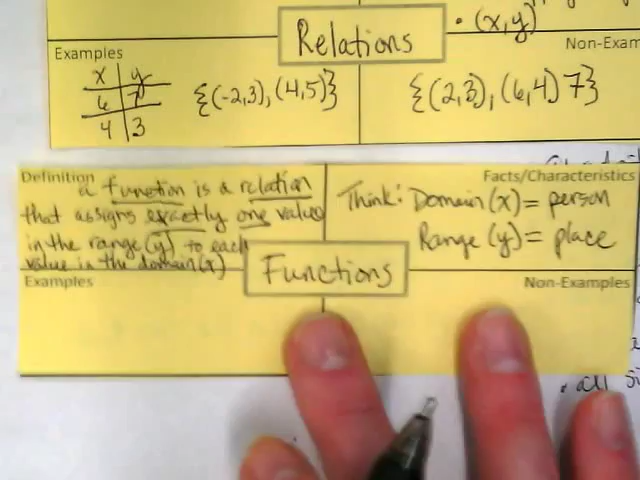 Relations
• (x,y)
Examples
Non-Exam
x y
6 7
4 3
{(-2,3), (4,5)}
{(2,3), (6,4) 7}
Definition
a function is a relation
that assigns exactly one value
in the range (y) to each
value in the domain (x)
Facts/Characteristics
Think: Domain (x) = person
Range (y) = place
Functions
Examples
Non-Examples
• all si